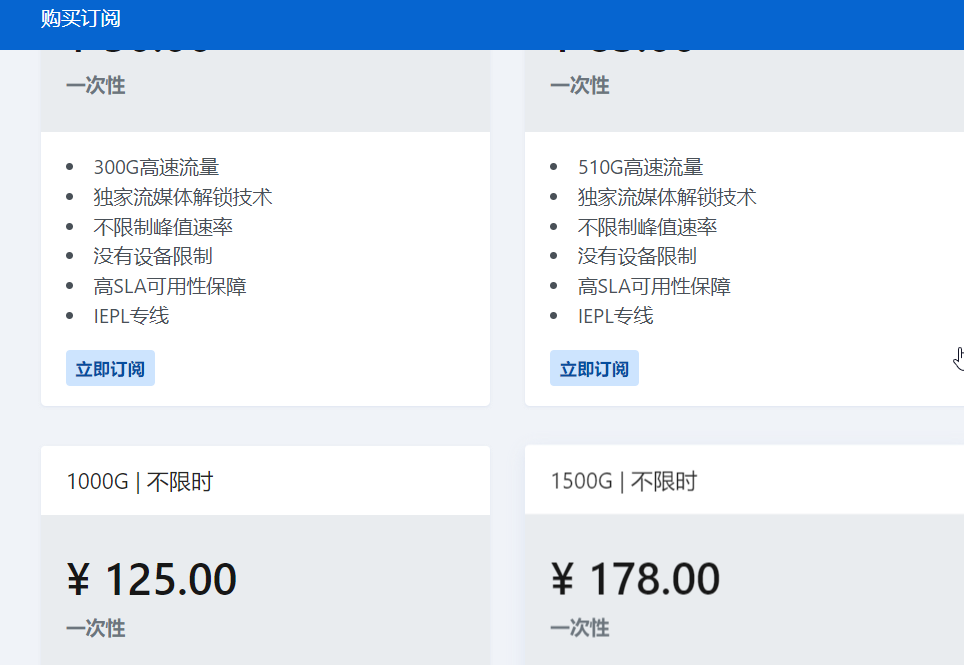 购买订阅
一次性
300G高速流量
独家流媒体解锁技术
不限制峰值速率
没有设备限制
高SLA可用性保障
IEPL专线
立即订阅
一次性
510G高速流量
独家流媒体解锁技术
不限制峰值速率
没有设备限制
高SLA可用性保障
IEPL专线
立即订阅
1000G | 不限时
¥ 125.00
一次性
1500G | 不限时
¥ 178.00
一次性